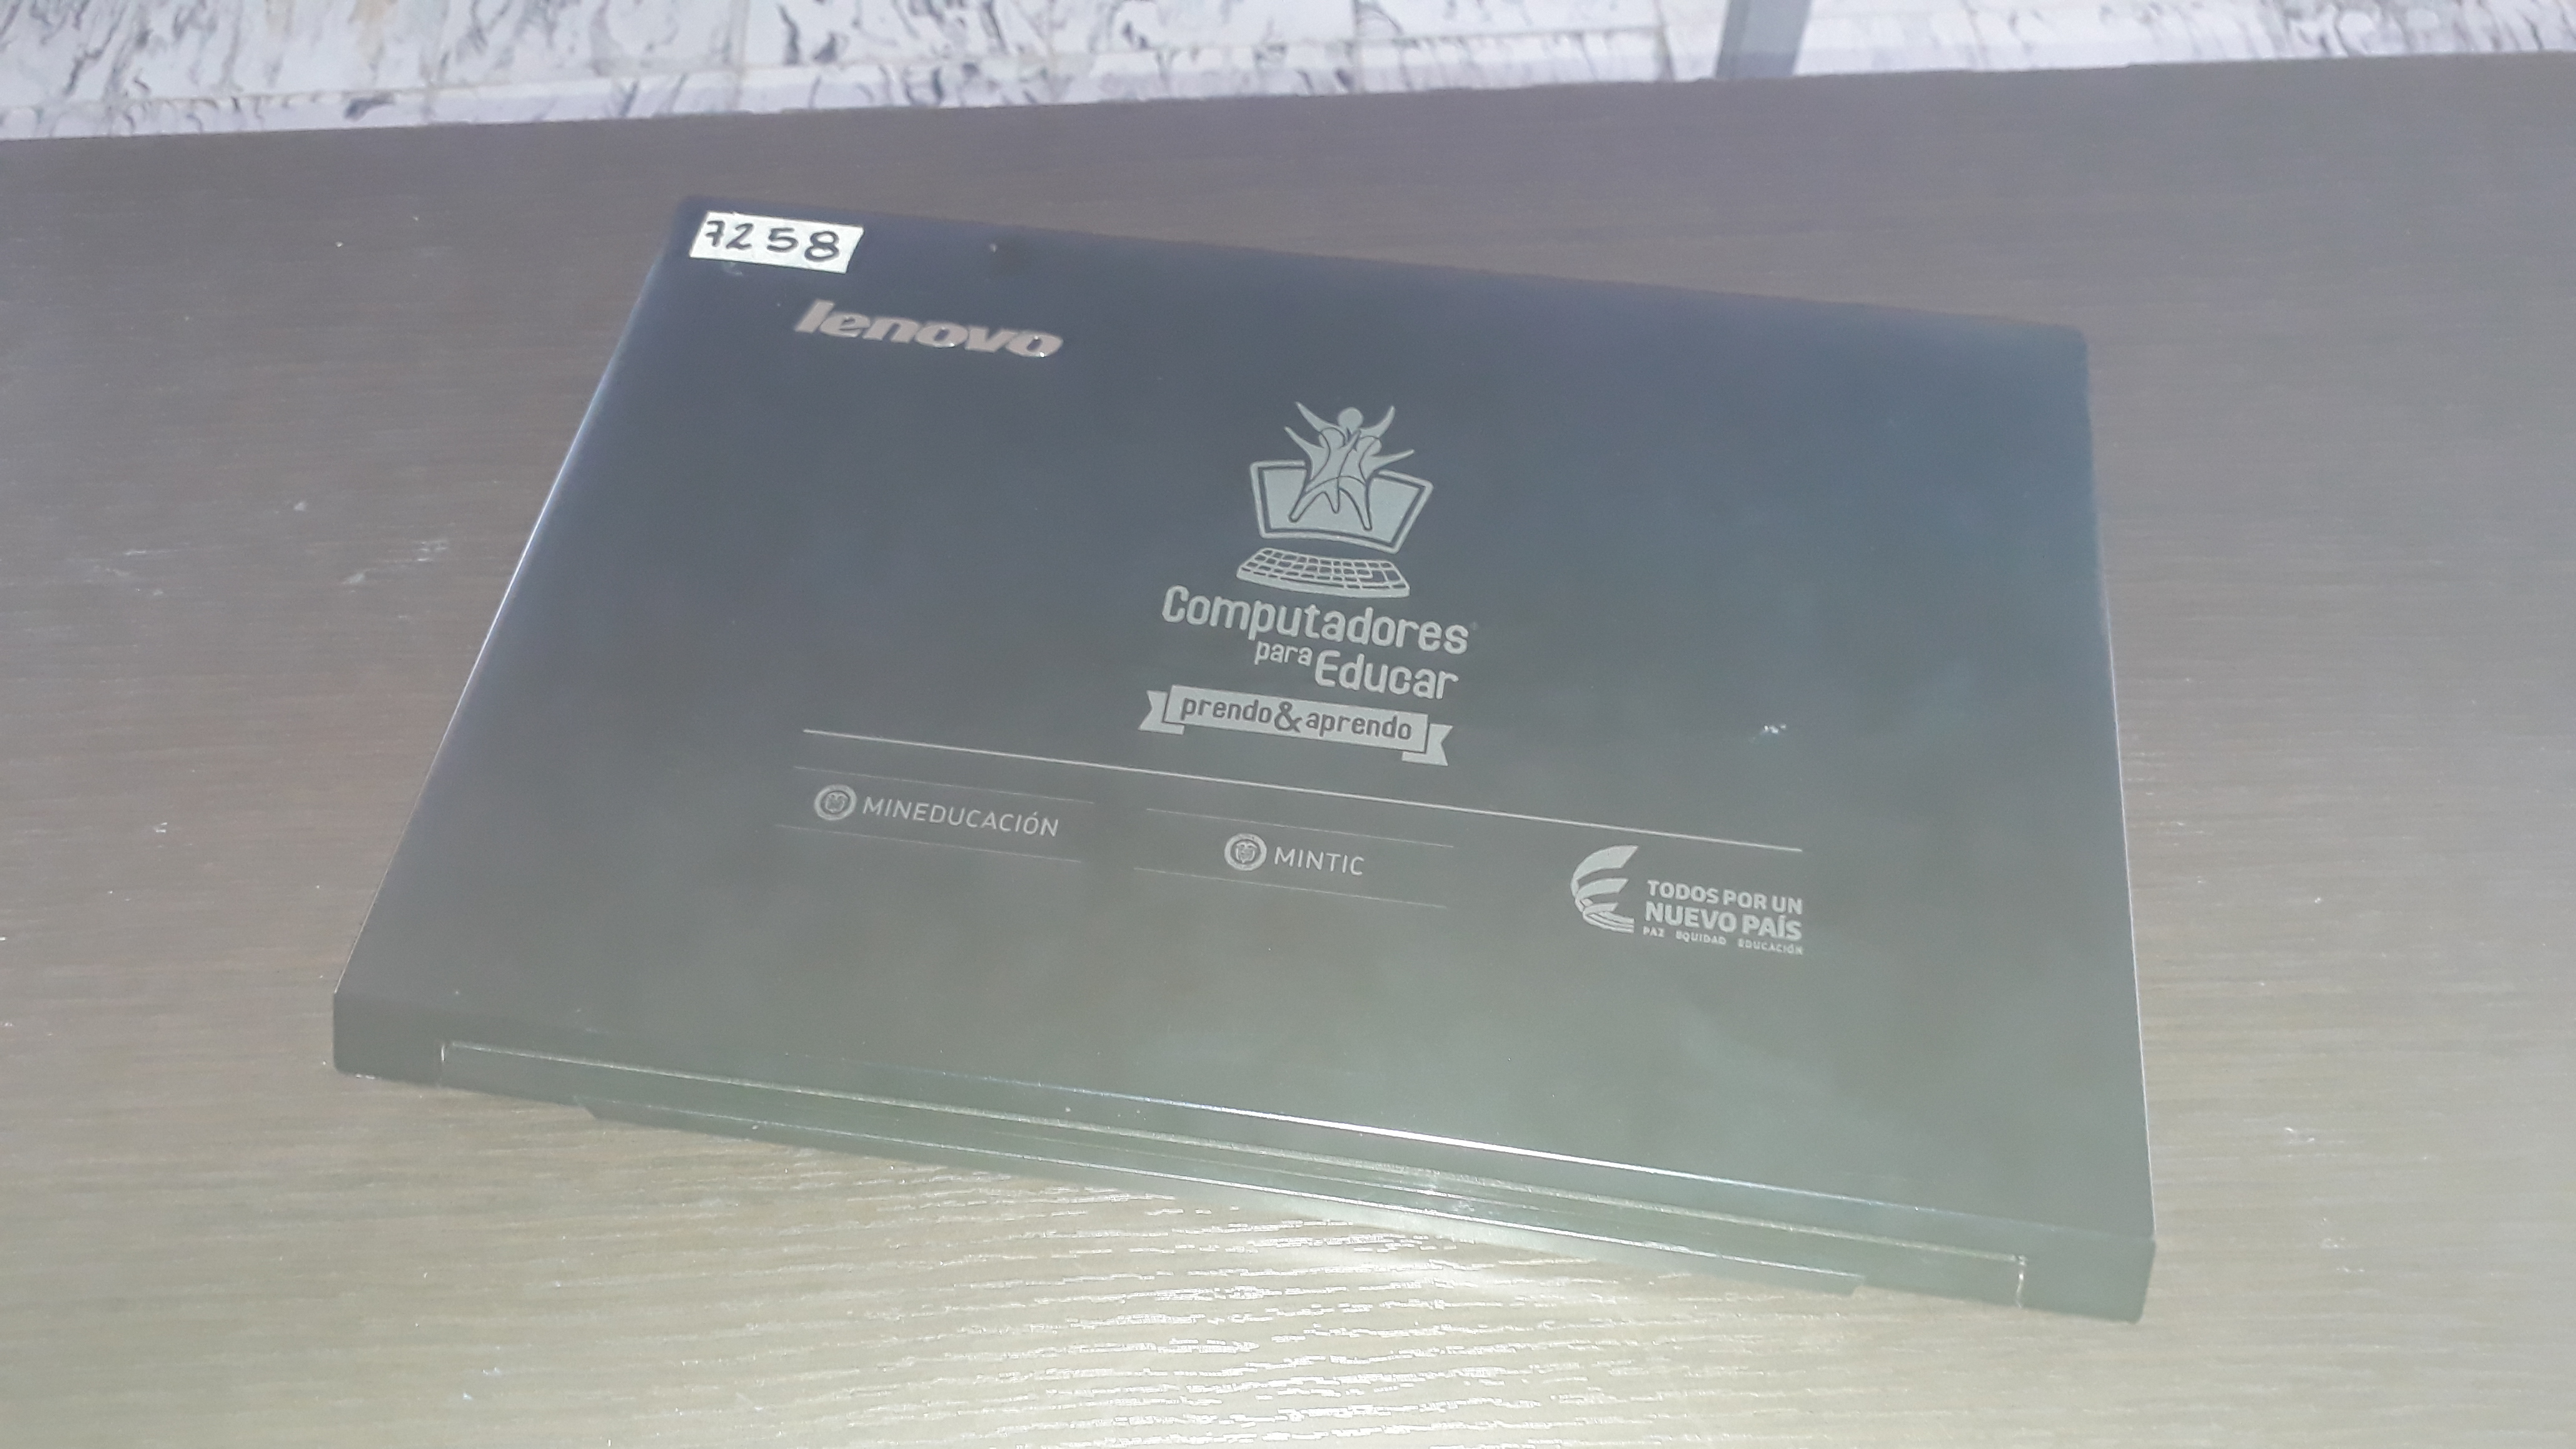 7258
lenovo
Computadores
para Educar
prendo&aprendo
MINEDUCACIÓN
MINTIC
TODOS POR UN
NUEVO PAÍS
PAZ EQUIDAD EDUCACIÓN